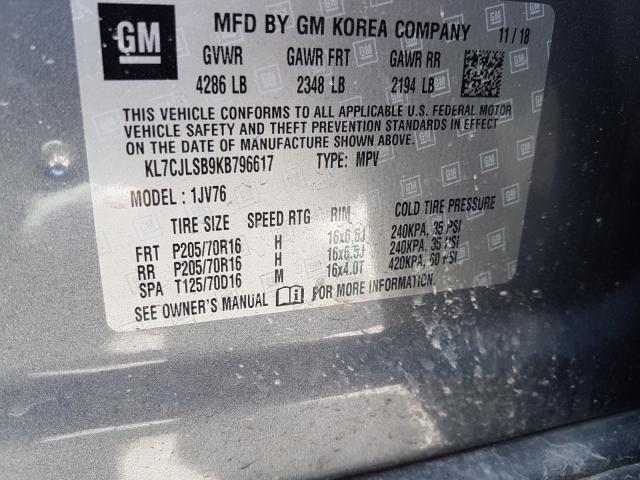 GM
MFD BY GM KOREA COMPANY 11/18
GVWR GAWR FRT GAWR RR
4286 LB 2348 LB 2194 LB
THIS VEHICLE CONFORMS TO ALL APPLICABLE U.S. FEDERAL MOTOR
VEHICLE SAFETY AND THEFT PREVENTION STANDARDS IN EFFECT
ON THE DATE OF MANUFACTURE SHOWN ABOVE.
KL7CJLSB9KB796617 TYPE: MPV
MODEL: 1JV76
TIRE SIZE SPEED RTG RIM COLD TIRE PRESSURE
FRT P205/70R16 H 16x6.5J 240KPA, 35 PSI
RR P205/70R16 H 16x6.5J 240KPA, 35 PSI
SPA T125/70D16 M 16x4.0T 420KPA, 60 PSI
SEE OWNER'S MANUAL FOR MORE INFORMATION.